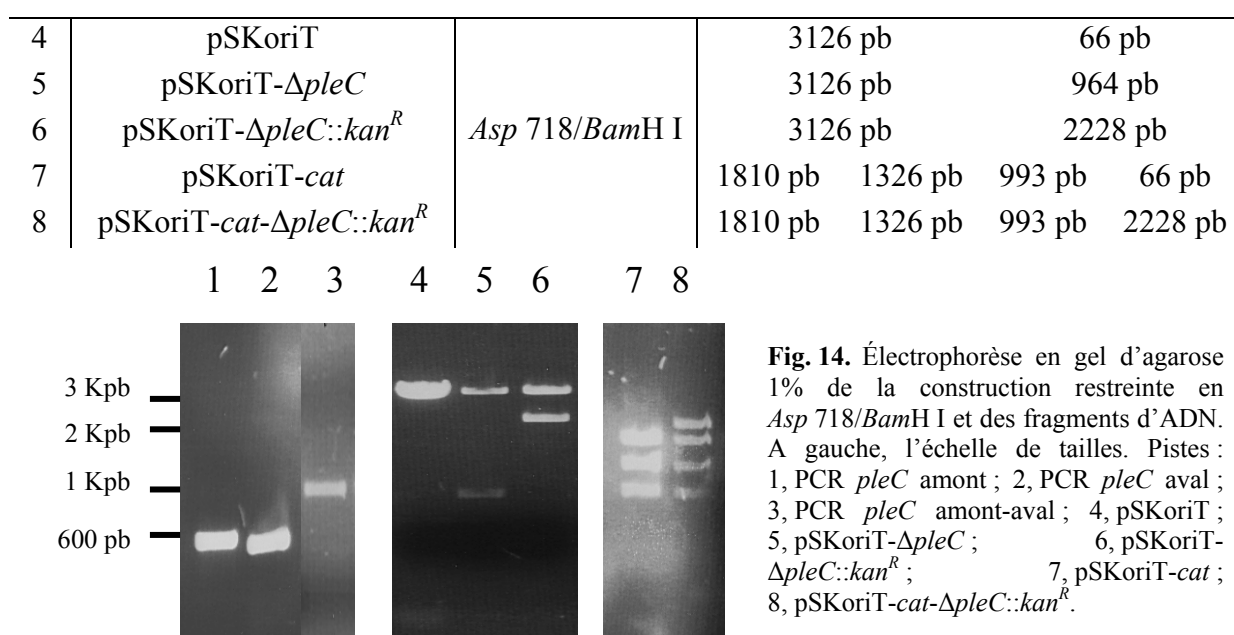 4 pSKoriT 3126 pb 66 pb
5 pSKoriT-ΔpleC 3126 pb 964 pb
6 pSKoriT-ΔpleC::kanR Asp 718/BamH I 3126 pb 2228 pb
7 pSKoriT-cat 1810 pb 1326 pb 993 pb 66 pb
8 pSKoriT-cat-ΔpleC::kanR 1810 pb 1326 pb 993 pb 2228 pb
1 2 3 4 5 6 7 8
3 Kpb
2 Kpb
1 Kpb
600 pb
Fig. 14. Électrophorèse en gel d’agarose
1% de la construction restreinte en
Asp 718/BamH I et des fragments d’ADN.
A gauche, l’échelle de tailles. Pistes :
1, PCR pleC amont ; 2, PCR pleC aval ;
3, PCR pleC amont-aval ; 4, pSKoriT ;
5, pSKoriT-ΔpleC ; 6, pSKoriT-
ΔpleC::kanR ; 7, pSKoriT-cat ;
8, pSKoriT-cat-ΔpleC::kanR.